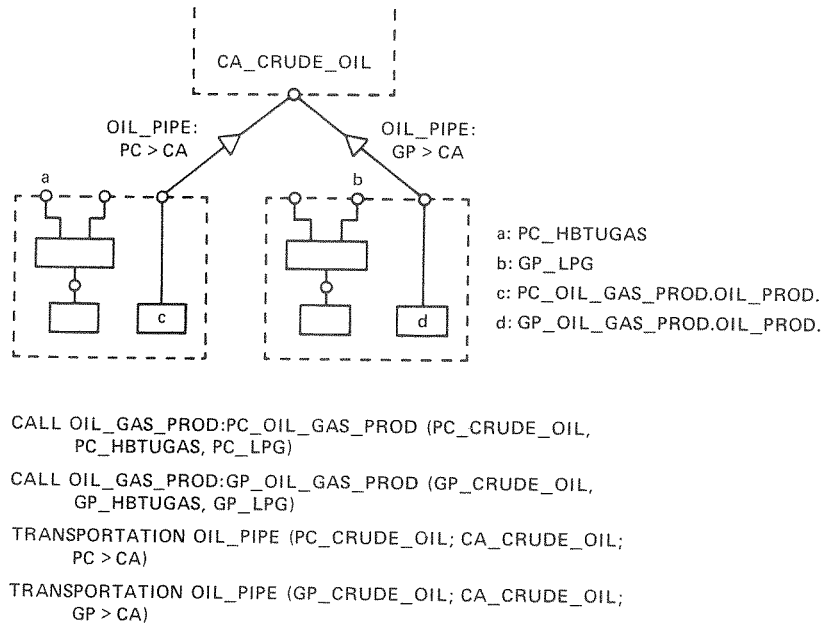 CA_CRUDE_OIL
OIL_PIPE:
PC > CA
OIL_PIPE:
GP > CA
a
b
c
d
a: PC_HBTUGAS
b: GP_LPG
c: PC_OIL_GAS_PROD.OIL_PROD.
d: GP_OIL_GAS_PROD.OIL_PROD.
CALL OIL_GAS_PROD:PC_OIL_GAS_PROD (PC_CRUDE_OIL,
PC_HBTUGAS, PC_LPG)
CALL OIL_GAS_PROD:GP_OIL_GAS_PROD (GP_CRUDE_OIL,
GP_HBTUGAS, GP_LPG)
TRANSPORTATION OIL_PIPE (PC_CRUDE_OIL; CA_CRUDE_OIL;
PC > CA)
TRANSPORTATION OIL_PIPE (GP_CRUDE_OIL; CA_CRUDE_OIL;
GP > CA)